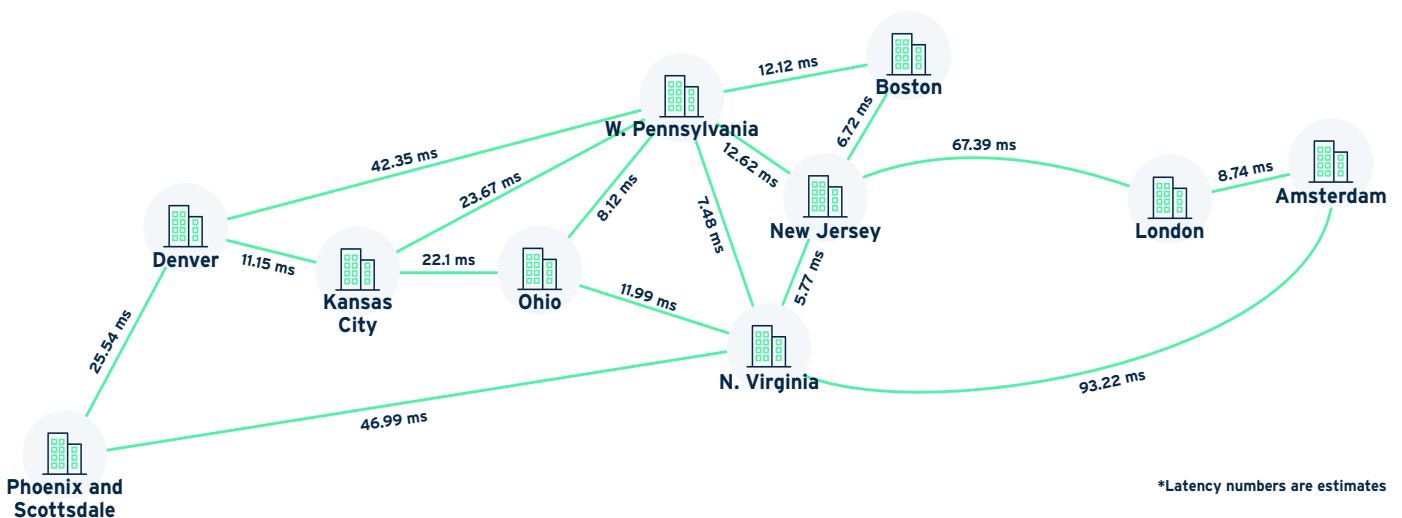 12.12 ms
Boston
W. Pennsylvania
6.72 ms
42.35 ms
12.62 ms
67.39 ms
8.74 ms
Amsterdam
23.67 ms
8.12 ms
7.48 ms
New Jersey
London
Denver
11.15 ms
22.1 ms
Kansas
City
Ohio
11.99 ms
5.77 ms
25.54 ms
N. Virginia
93.22 ms
46.99 ms
Phoenix and
Scottsdale
*Latency numbers are estimates